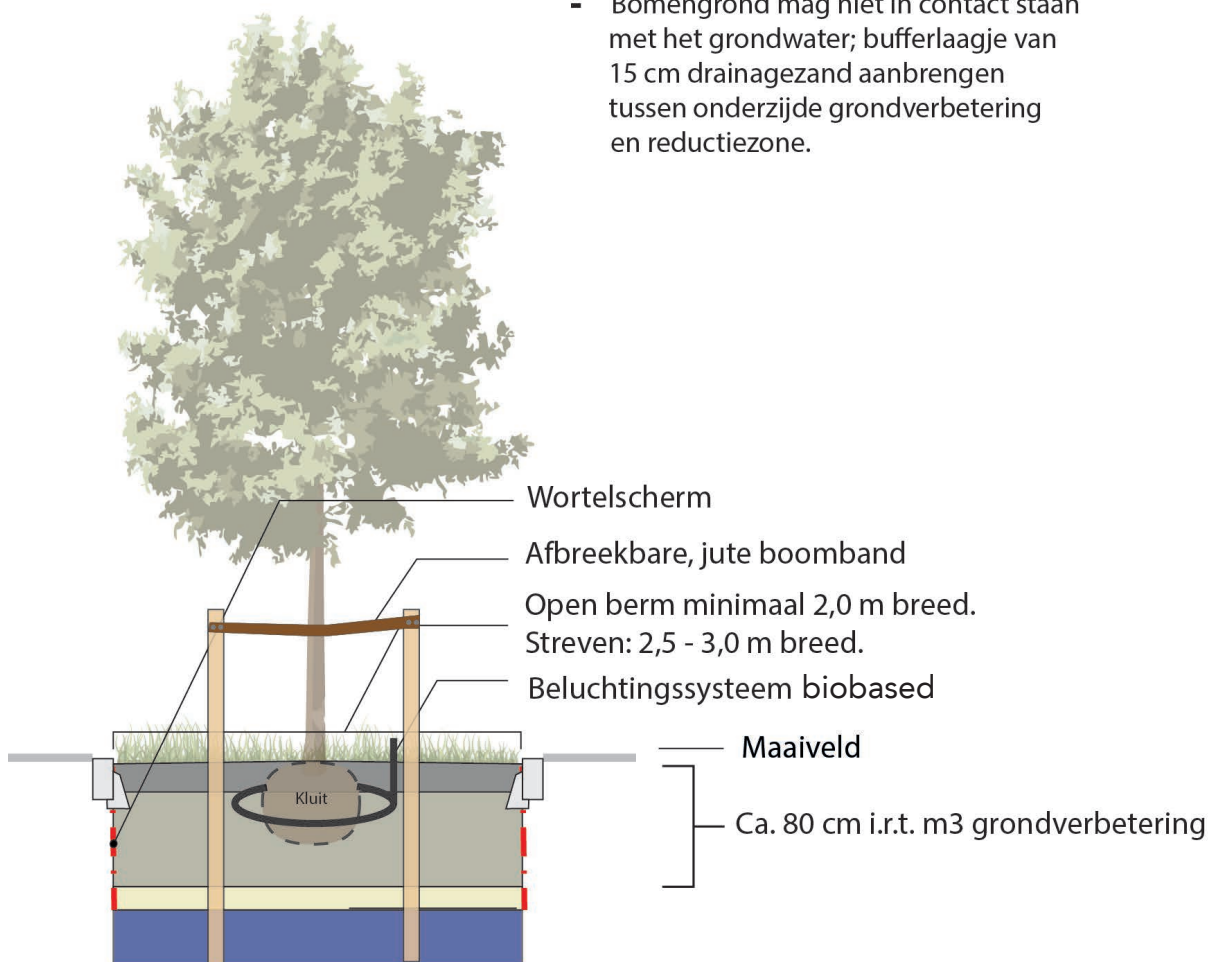 - Bomengrond mag niet in contact staan
met het grondwater; bufferlaagje van
15 cm drainagezand aanbrengen
tussen onderzijde grondverbetering
en reductiezone.
Wortelscherm
Afbreekbare, jute boomband
Open berm minimaal 2,0 m breed.
Streven: 2,5 - 3,0 m breed.
Beluchtingssysteem biobased
Maaiveld
Kluit
Ca. 80 cm i.r.t. m3 grondverbetering